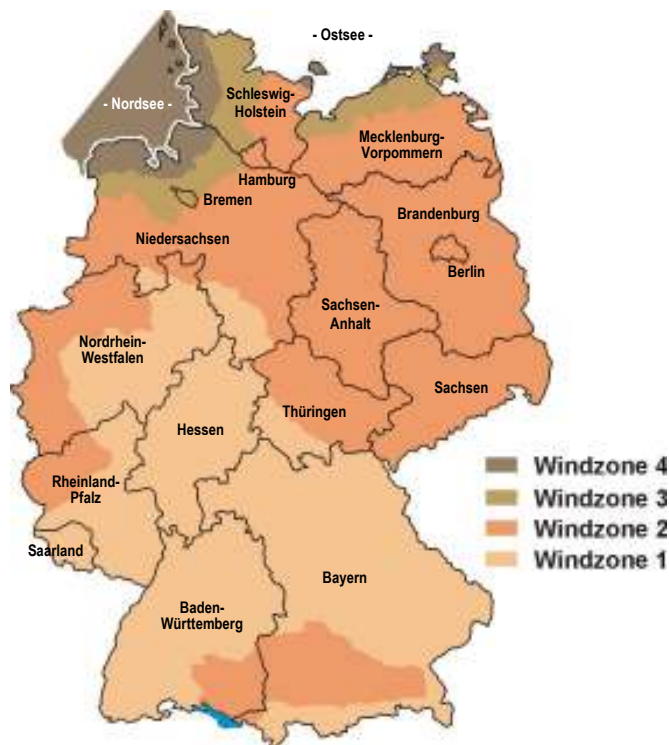 - Ostsee -
- Nordsee -
Schleswig-
Holstein
Mecklenburg-
Vorpommern
Hamburg
Bremen
Brandenburg
Niedersachsen
Berlin
Sachsen-
Anhalt
Nordrhein-
Westfalen
Sachsen
Thüringen
Hessen
Rheinland-
Pfalz
Saarland
Bayern
Baden-
Württemberg
Windzone 4
Windzone 3
Windzone 2
Windzone 1